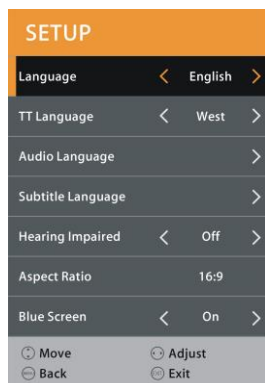 SETUP
Language < English >
TT Language < West >
Audio Language >
Subtitle Language >
Hearing Impaired < Off >
Aspect Ratio 16:9
Blue Screen < On >
Move Adjust
Back Exit